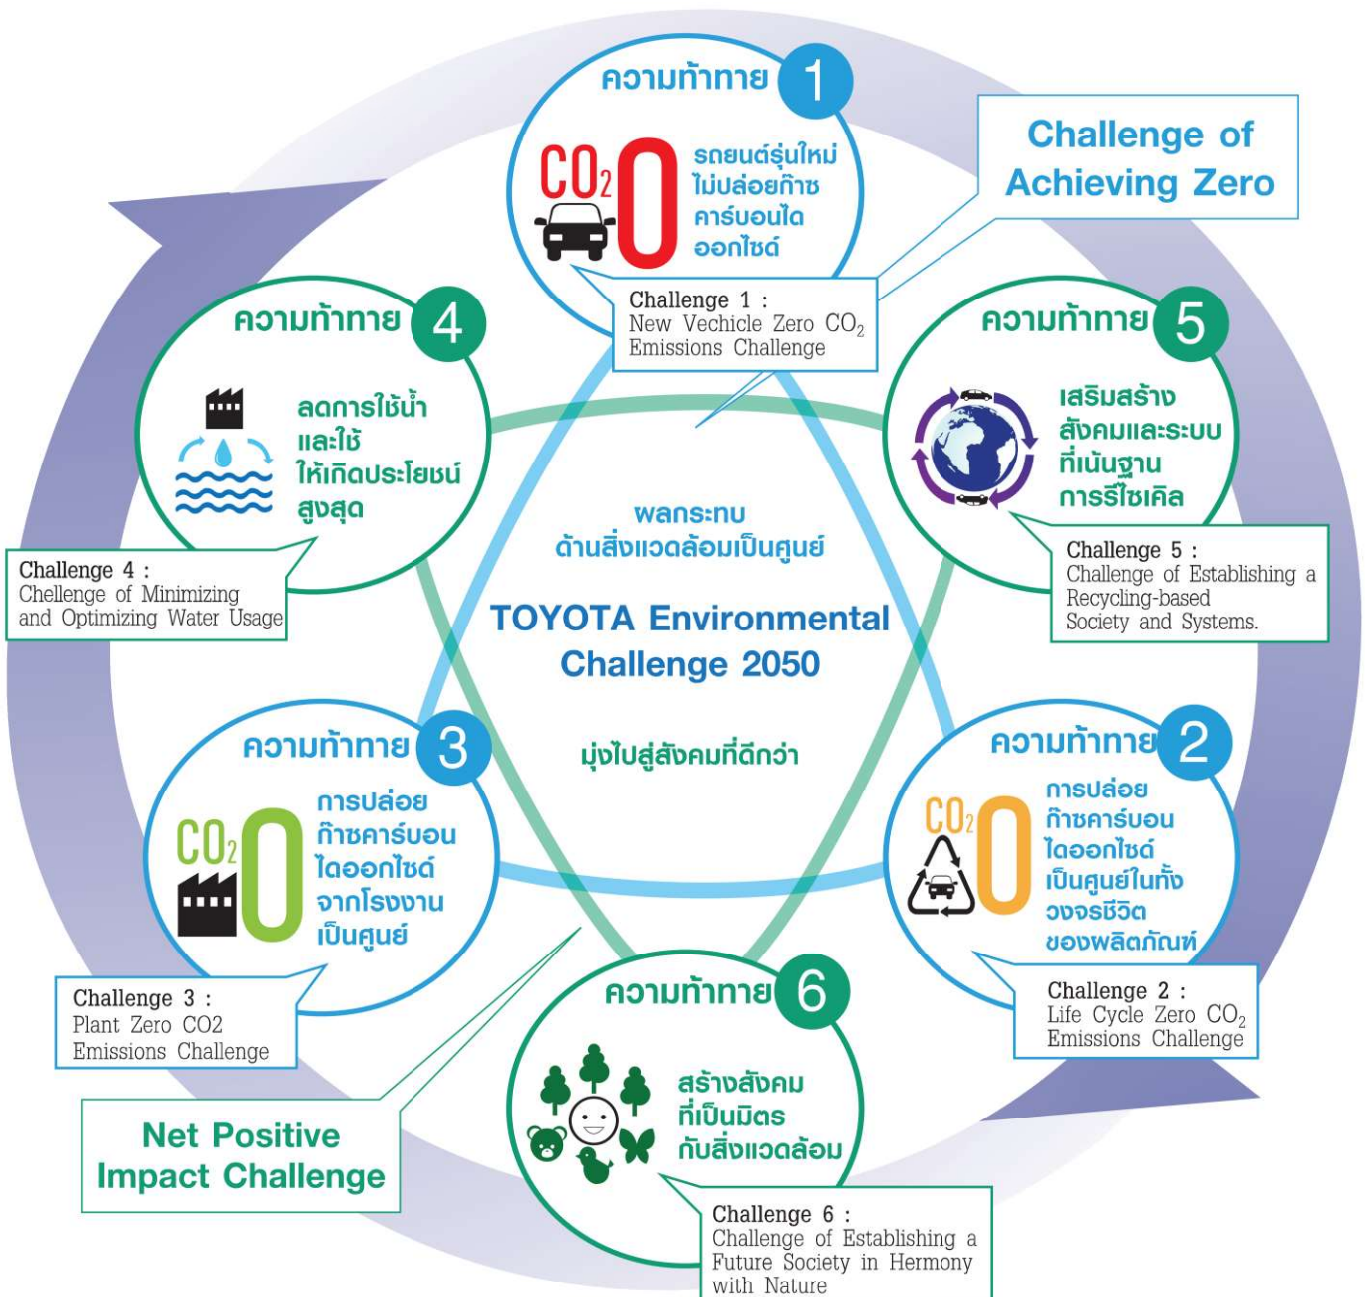 ความท้าทาย 1
CO2 0
รถยนต์รุ่นใหม่
ไม่ปล่อยก๊าซ
คาร์บอนได
ออกไซด์
Challenge 1 :
New Vechicle Zero CO2
Emissions Challenge
Challenge of
Achieving Zero
ความท้าทาย 4
ลดการใช้น้ำ
และใช้
ให้เกิดประโยชน์
สูงสุด
Challenge 4 :
Chellenge of Minimizing
and Optimizing Water Usage
ความท้าทาย 5
เสริมสร้าง
สังคมและระบบ
ที่เน้นฐาน
การรีไซเคิล
Challenge 5 :
Challenge of Establishing a
Recycling-based
Society and Systems.
ผลกระทบ
ด้านสิ่งแวดล้อมเป็นศูนย์
TOYOTA Environmental
Challenge 2050
มุ่งไปสู่สังคมที่ดีกว่า
ความท้าทาย 3
CO2 0
การปล่อย
ก๊าซคาร์บอน
ไดออกไซด์
จากโรงงาน
เป็นศูนย์
Challenge 3 :
Plant Zero CO2
Emissions Challenge
ความท้าทาย 2
CO2 0
การปล่อย
ก๊าซคาร์บอน
ไดออกไซด์
เป็นศูนย์ในทั้ง
วงจรชีวิต
ของผลิตภัณฑ์
Challenge 2 :
Life Cycle Zero CO2
Emissions Challenge
Net Positive
Impact Challenge
ความท้าทาย 6
สร้างสังคม
ที่เป็นมิตร
กับสิ่งแวดล้อม
Challenge 6 :
Challenge of Establishing a
Future Society in Hermony
with Nature